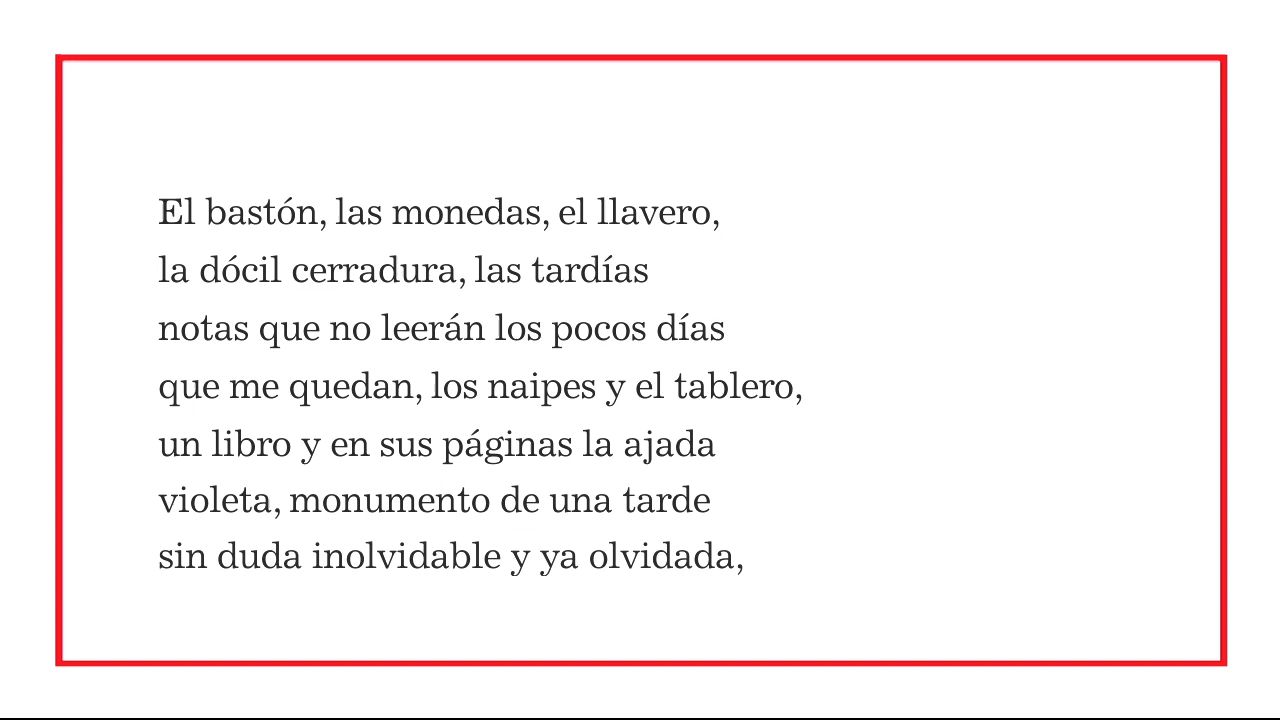 El bastón, las monedas, el llavero,
la dócil cerradura, las tardías
notas que no leerán los pocos días
que me quedan, los naipes y el tablero,
un libro y en sus páginas la ajada
violeta, monumento de una tarde
sin duda inolvidable y ya olvidada,